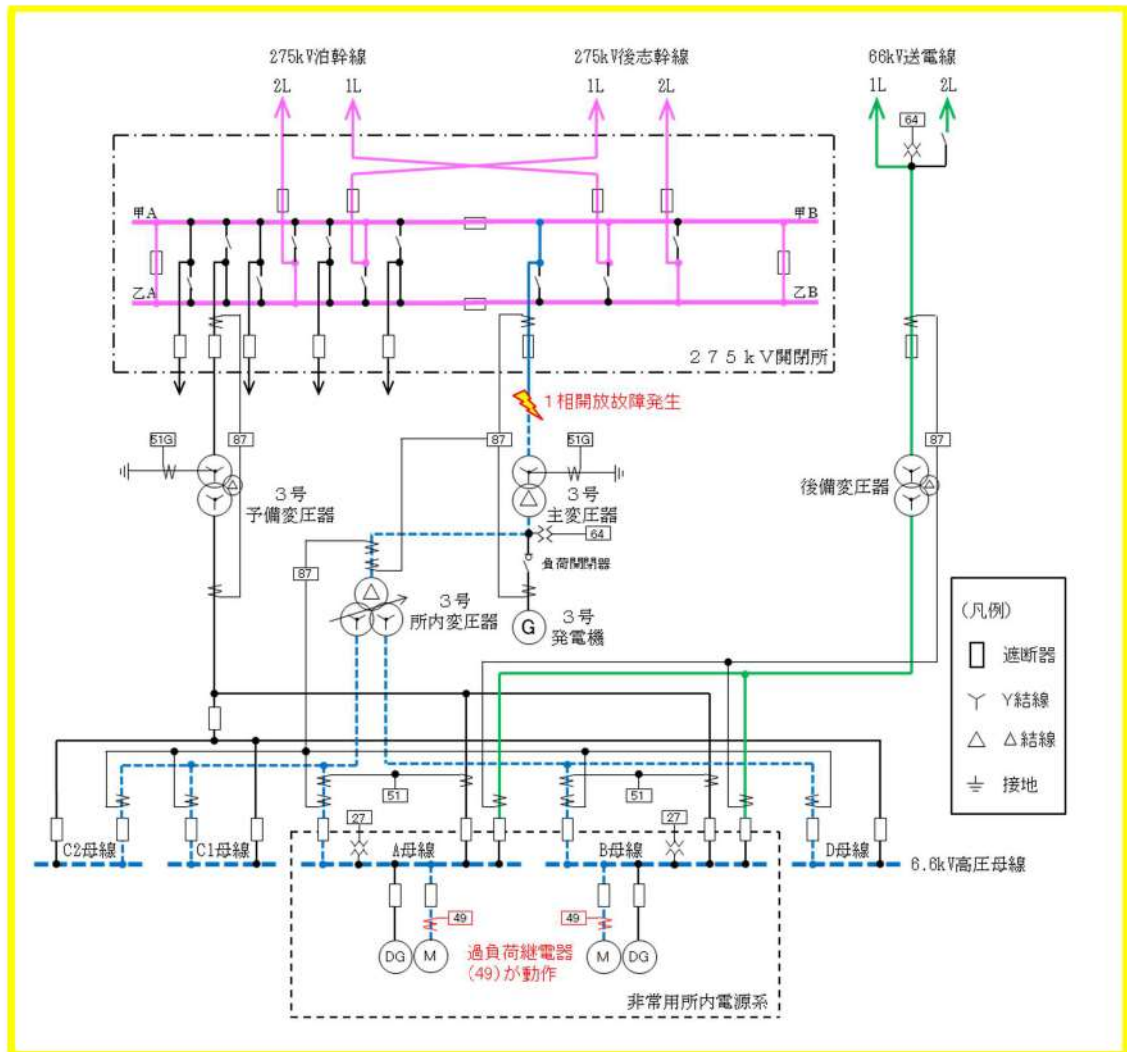 275kV泊幹線
275kV後志幹線
66kV送電線
2L
1L
1L
2L
1L
2L
64
甲A
甲B
乙A
乙B
275kV開閉所
1相開放故障発生
51G
87
87
51G
87
3号
予備変圧器
3号
主変圧器
後備変圧器
64
87
負荷開閉器
3号
所内変圧器
G
3号
発電機
(凡例)
遮断器
Y結線
△結線
接地
51
51
27
27
C2母線
C1母線
A母線
B母線
D母線
6.6kV高圧母線
49
49
DG
M
過負荷継電器
(49)が動作
M
DG
非常用所内電源系